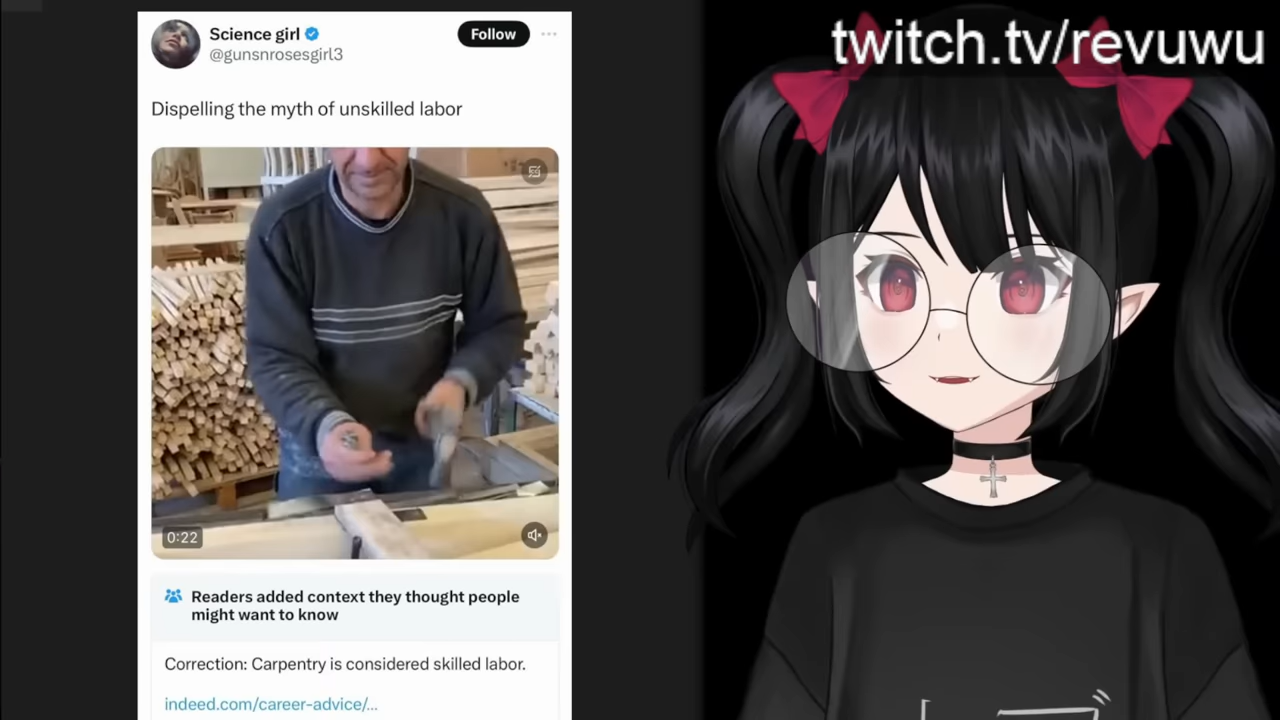 Science girl
@gunsnrosesgirl3
Follow
twitch.tv/revuwu
Dispelling the myth of unskilled labor
0:22
Readers added context they thought people
might want to know
Correction: Carpentry is considered skilled labor.
indeed.com/career-advice/...